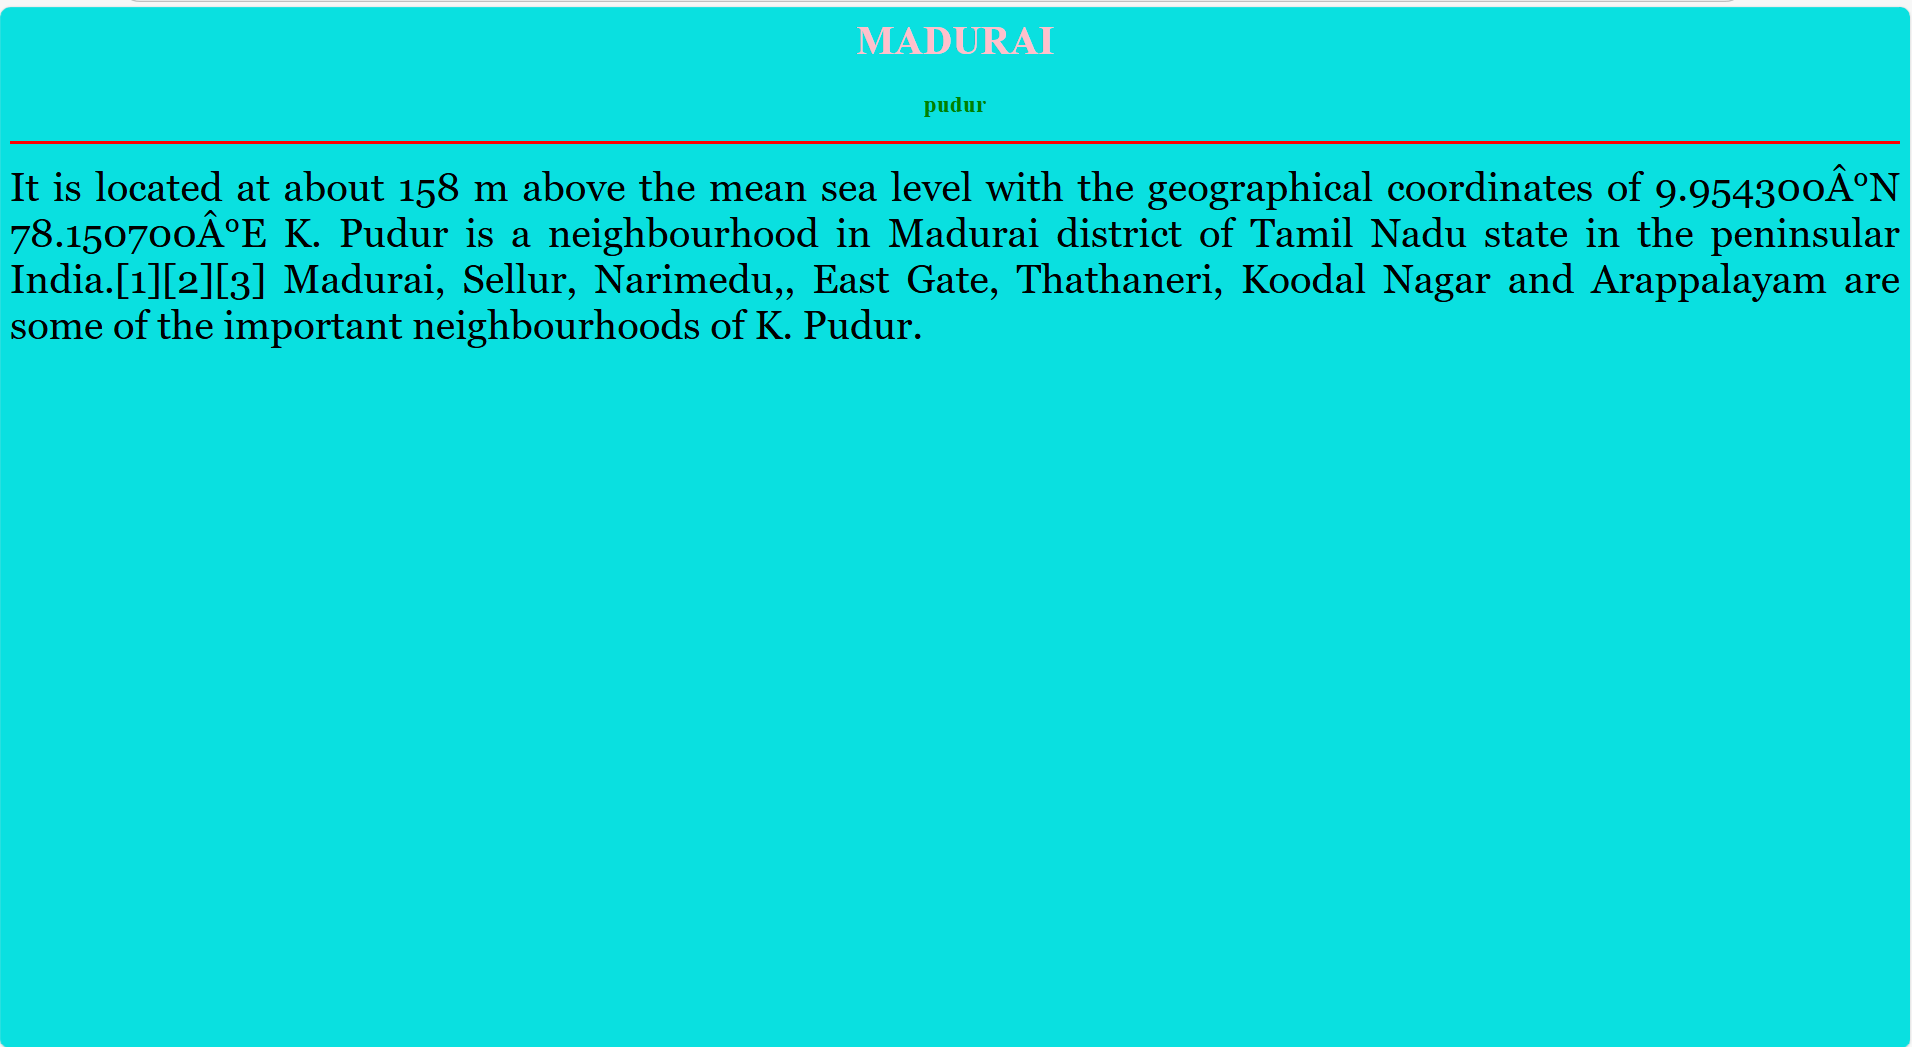 MADURAI
pudur
It is located at about 158 m above the mean sea level with the geographical coordinates of 9.954300Â°N
78.150700Â°E K. Pudur is a neighbourhood in Madurai district of Tamil Nadu state in the peninsular
India.[1][2][3] Madurai, Sellur, Narimedu,, East Gate, Thathaneri, Koodal Nagar and Arappalayam are
some of the important neighbourhoods of K. Pudur.